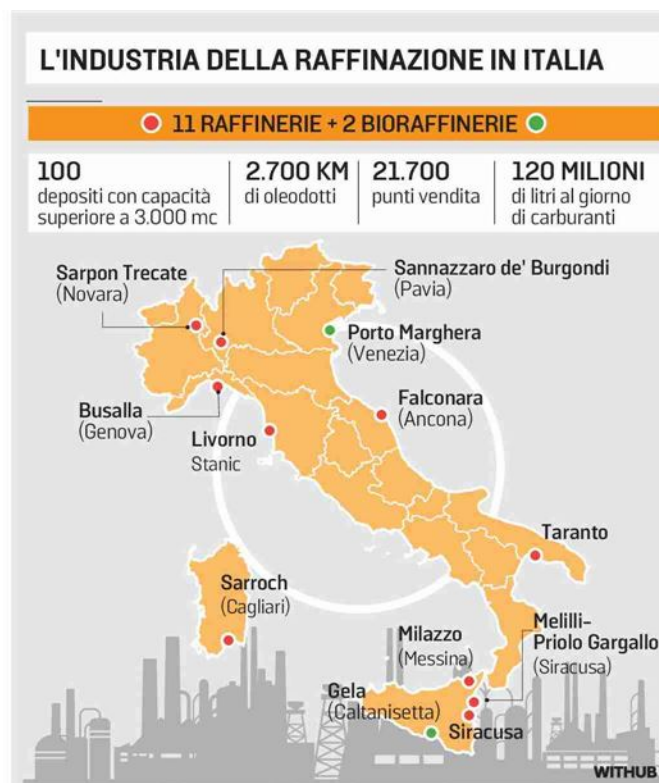 L'INDUSTRIA DELLA RAFFINAZIONE IN ITALIA
11 RAFFINERIE + 2 BIORAFFINERIE
100
depositi con capacità
superiore a 3.000 mc
2.700 KM
di oleodotti
21.700
punti vendita
120 MILIONI
di litri al giorno
di carburanti
Sarpon Trecate
(Novara)
Sannazzaro de' Burgondi
(Pavia)
Porto Marghera
(Venezia)
Busalla
(Genova)
Livorno
Stanic
Falconara
(Ancona)
Taranto
Sarroch
(Cagliari)
Milazzo
(Messina)
Melilli-
Priolo Gargallo
(Siracusa)
Gela
(Caltanisetta)
Siracusa
WITHUB